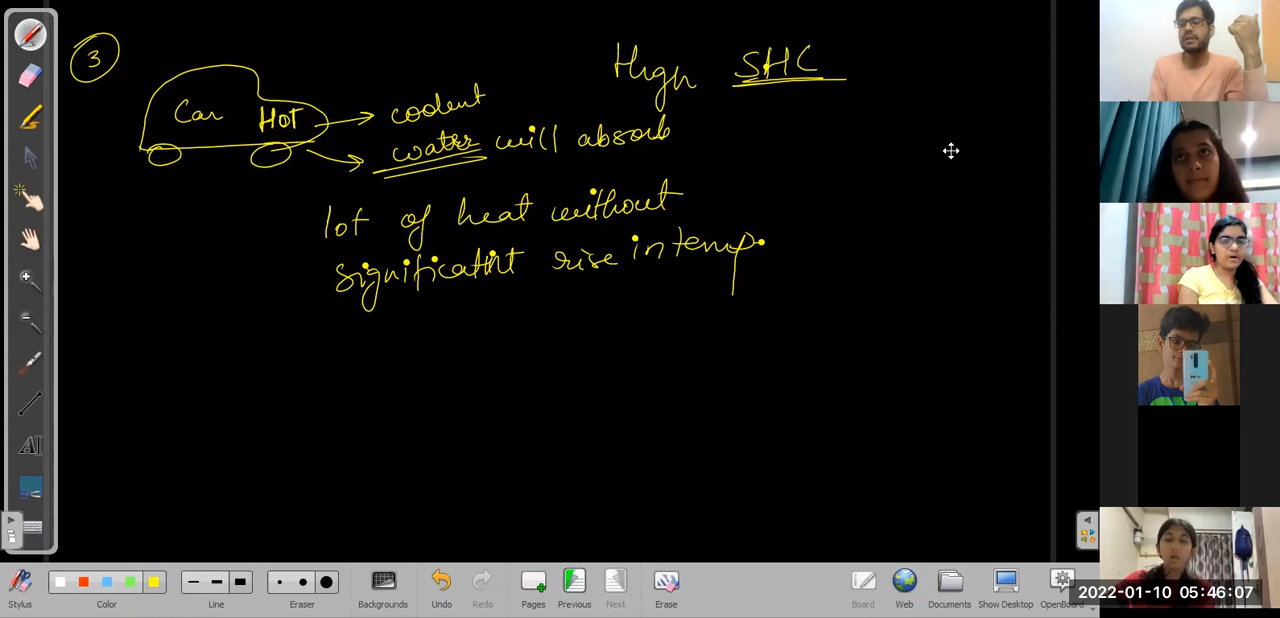 3
High SHC
Car HOT
coolent
water will absorb
lot of heat without
significatnt rise in temp.
Stylus
Color
Line
Eraser
Backgrounds
Undo
Redo
Pages
Previous
Next
Erase
Board
Web
Documents
Show Desktop
OpenBoard
2022-01-10 05:46:07